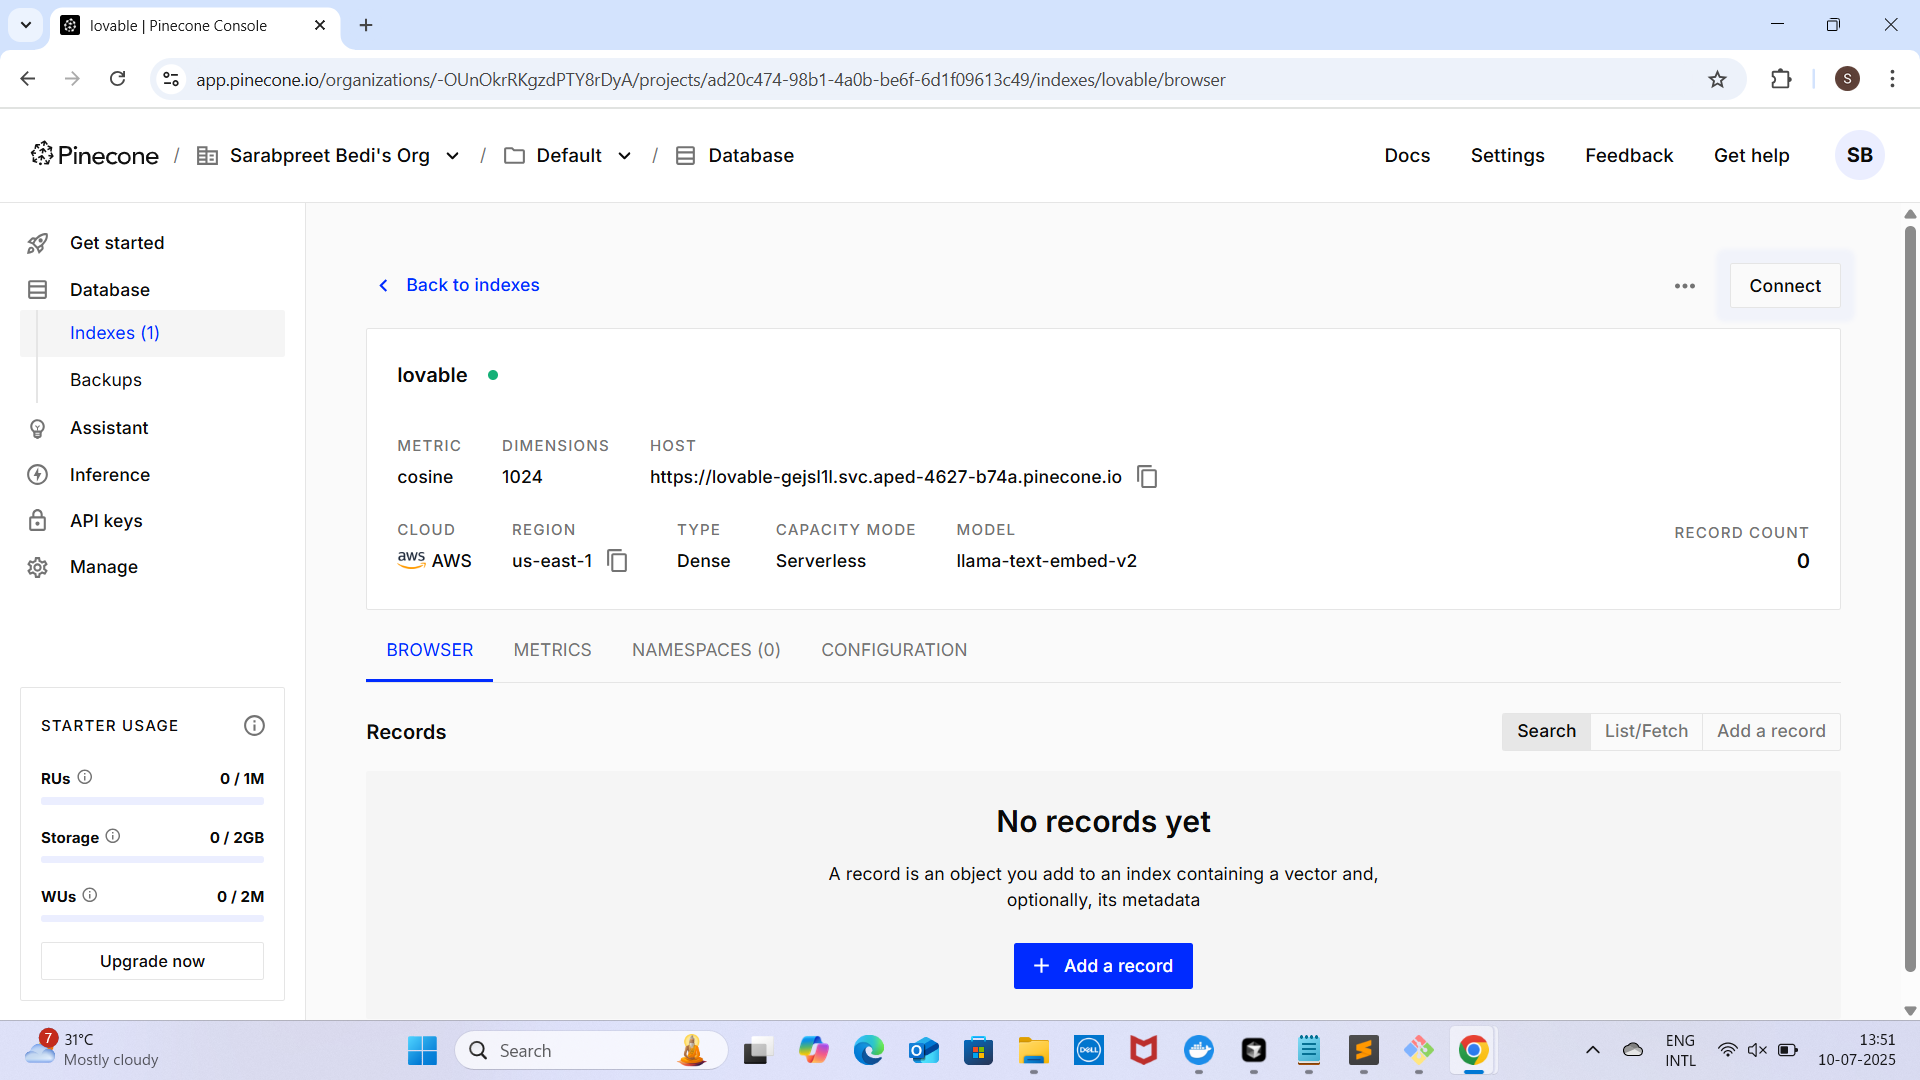 lovable | Pinecone Console
app.pinecone.io/organizations/-OUnOkrRKgzdPTY8rDyA/projects/ad20c474-98b1-4a0b-be6f-6d1f09613c49/indexes/lovable/browser
S
Pinecone / Sarabpreet Bedi's Org / Default / Database
Docs Settings Feedback Get help SB
Get started
Database
Indexes (1)
Backups
Assistant
Inference
API keys
Manage
STARTER USAGE
RUs 0 / 1M
Storage 0 / 2GB
WUs 0 / 2M
Upgrade now
Back to indexes
Connect
lovable
METRIC DIMENSIONS HOST
cosine 1024 https://lovable-gejsl1l.svc.aped-4627-b74a.pinecone.io
CLOUD REGION TYPE CAPACITY MODE MODEL RECORD COUNT
aws AWS us-east-1 Dense Serverless llama-text-embed-v2 0
BROWSER METRICS NAMESPACES (0) CONFIGURATION
Records
Search List/Fetch Add a record
No records yet
A record is an object you add to an index containing a vector and,
optionally, its metadata
+ Add a record
7
31°C
Mostly cloudy
Search
DELL
ENG
INTL
13:51
10-07-2025